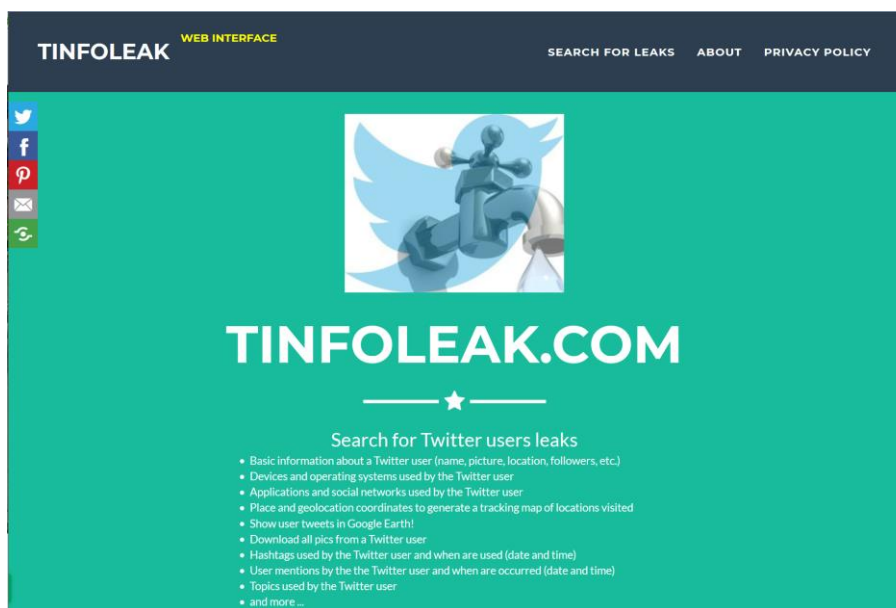 TINFOLEAK WEB INTERFACE
SEARCH FOR LEAKS ABOUT PRIVACY POLICY
TINFOLEAK.COM
Search for Twitter users leaks
• Basic information about a Twitter user (name, picture, location, followers, etc.)
• Devices and operating systems used by the Twitter user
• Applications and social networks used by the Twitter user
• Place and geolocation coordinates to generate a tracking map of locations visited
• Show user tweets in Google Earth!
• Download all pics from a Twitter user
• Hashtags used by the Twitter user and when are used (date and time)
• User mentions by the the Twitter user and when are occurred (date and time)
• Topics used by the Twitter user
• and more ...